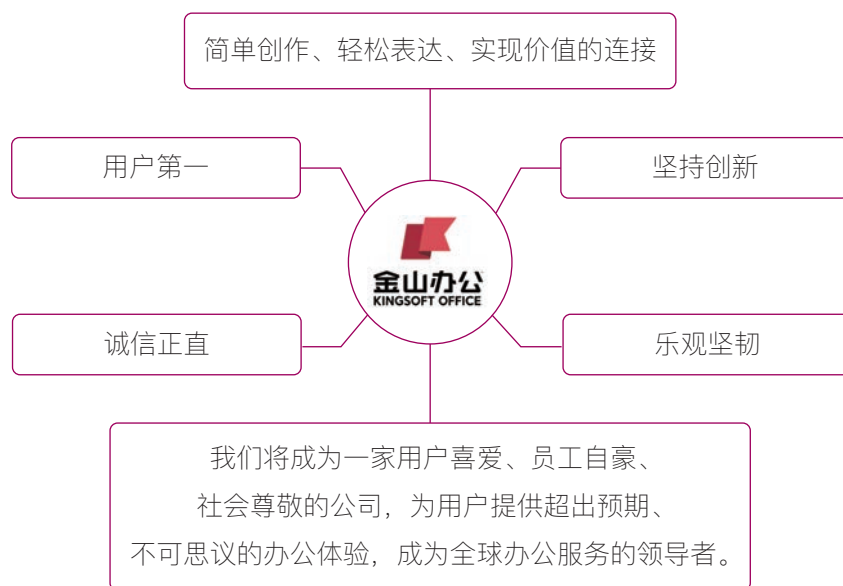 简单创作、轻松表达、实现价值的连接
用户第一
坚持创新
金山办公
KINGSOFT OFFICE
诚信正直
乐观坚韧
我们将成为一家用户喜爱、员工自豪、
社会尊敬的公司，为用户提供超出预期、
不可思议的办公体验，成为全球办公服务的领导者。